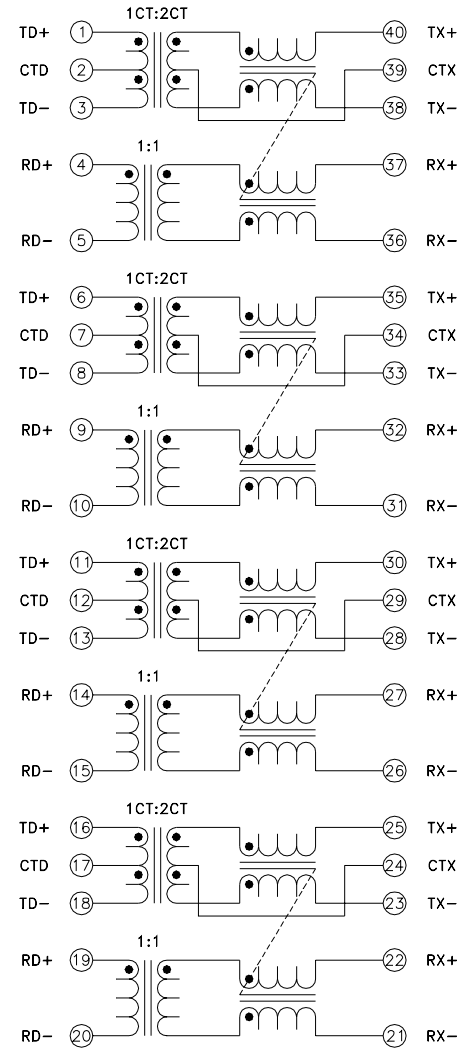 1CT:2CT
TD+ 1 40 TX+
CTD 2 39 CTX
TD- 3 38 TX-
1:1
RD+ 4 37 RX+
RD- 5 36 RX-
1CT:2CT
TD+ 6 35 TX+
CTD 7 34 CTX
TD- 8 33 TX-
1:1
RD+ 9 32 RX+
RD- 10 31 RX-
1CT:2CT
TD+ 11 30 TX+
CTD 12 29 CTX
TD- 13 28 TX-
1:1
RD+ 14 27 RX+
RD- 15 26 RX-
1CT:2CT
TD+ 16 25 TX+
CTD 17 24 CTX
TD- 18 23 TX-
1:1
RD+ 19 22 RX+
RD- 20 21 RX-